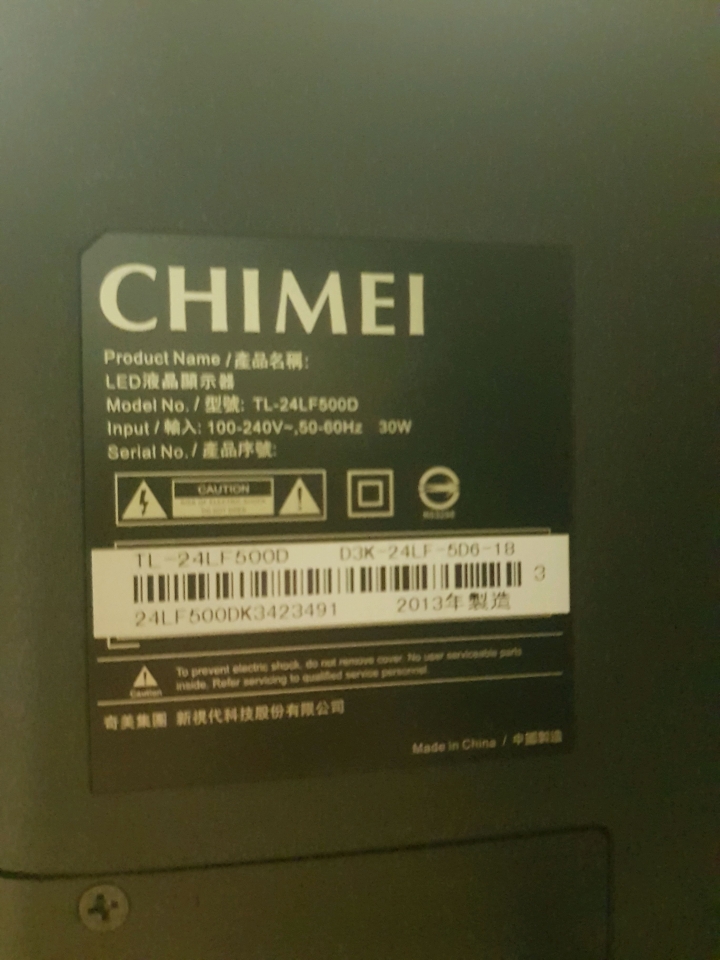 CHIMEI
Product Name / 產品名稱:
LED液晶顯示器
Model No. / 型號: TL-24LF500D
Input / 輸入: 100-240V~,50-60Hz 30W
Serial No. / 產品序號:
CAUTION
TL-24LF500D D3K-24LF-5D6-18
3
24LF500DK3423491 2013年製造
To prevent electric shock, do not remove cover. No user serviceable parts
Caution inside. Refer servicing to qualified service personnel.
奇美集團 新視代科技股份有限公司
Made in China / 中國製造